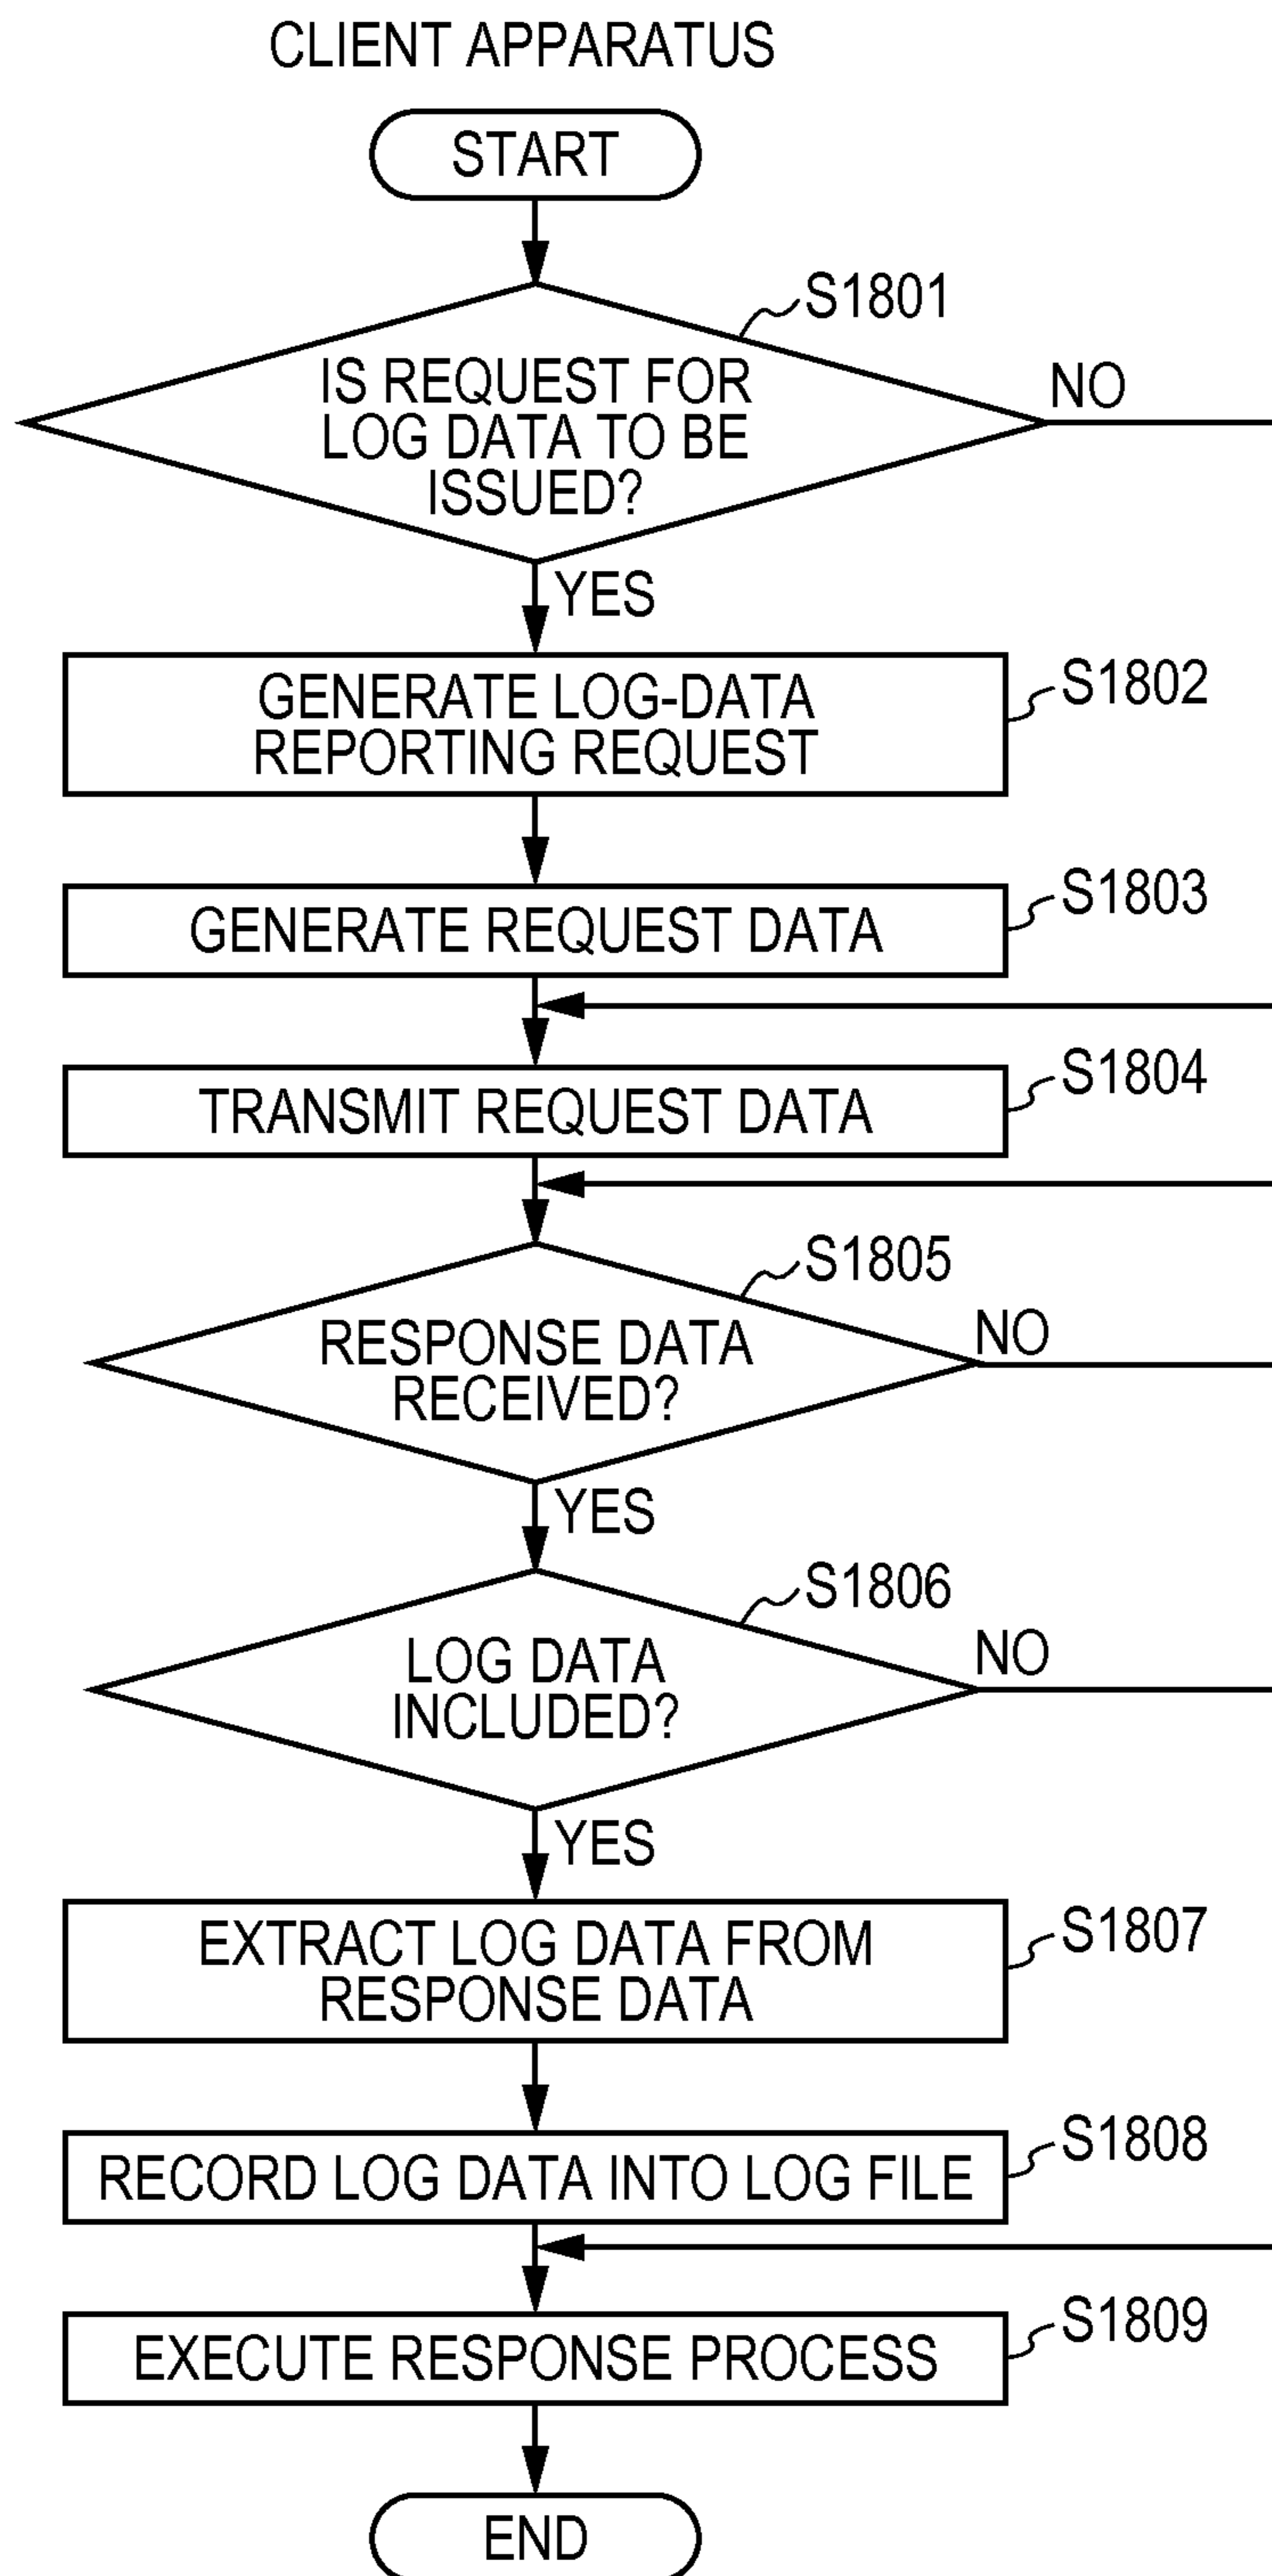 CLIENT APPARATUS
START
S1801
IS REQUEST FOR
LOG DATA TO BE
ISSUED?
NO
YES
GENERATE LOG-DATA
REPORTING REQUEST
S1802
GENERATE REQUEST DATA
S1803
TRANSMIT REQUEST DATA
S1804
S1805
RESPONSE DATA
RECEIVED?
NO
YES
S1806
LOG DATA
INCLUDED?
NO
YES
EXTRACT LOG DATA FROM
RESPONSE DATA
S1807
RECORD LOG DATA INTO LOG FILE
S1808
EXECUTE RESPONSE PROCESS
S1809
END